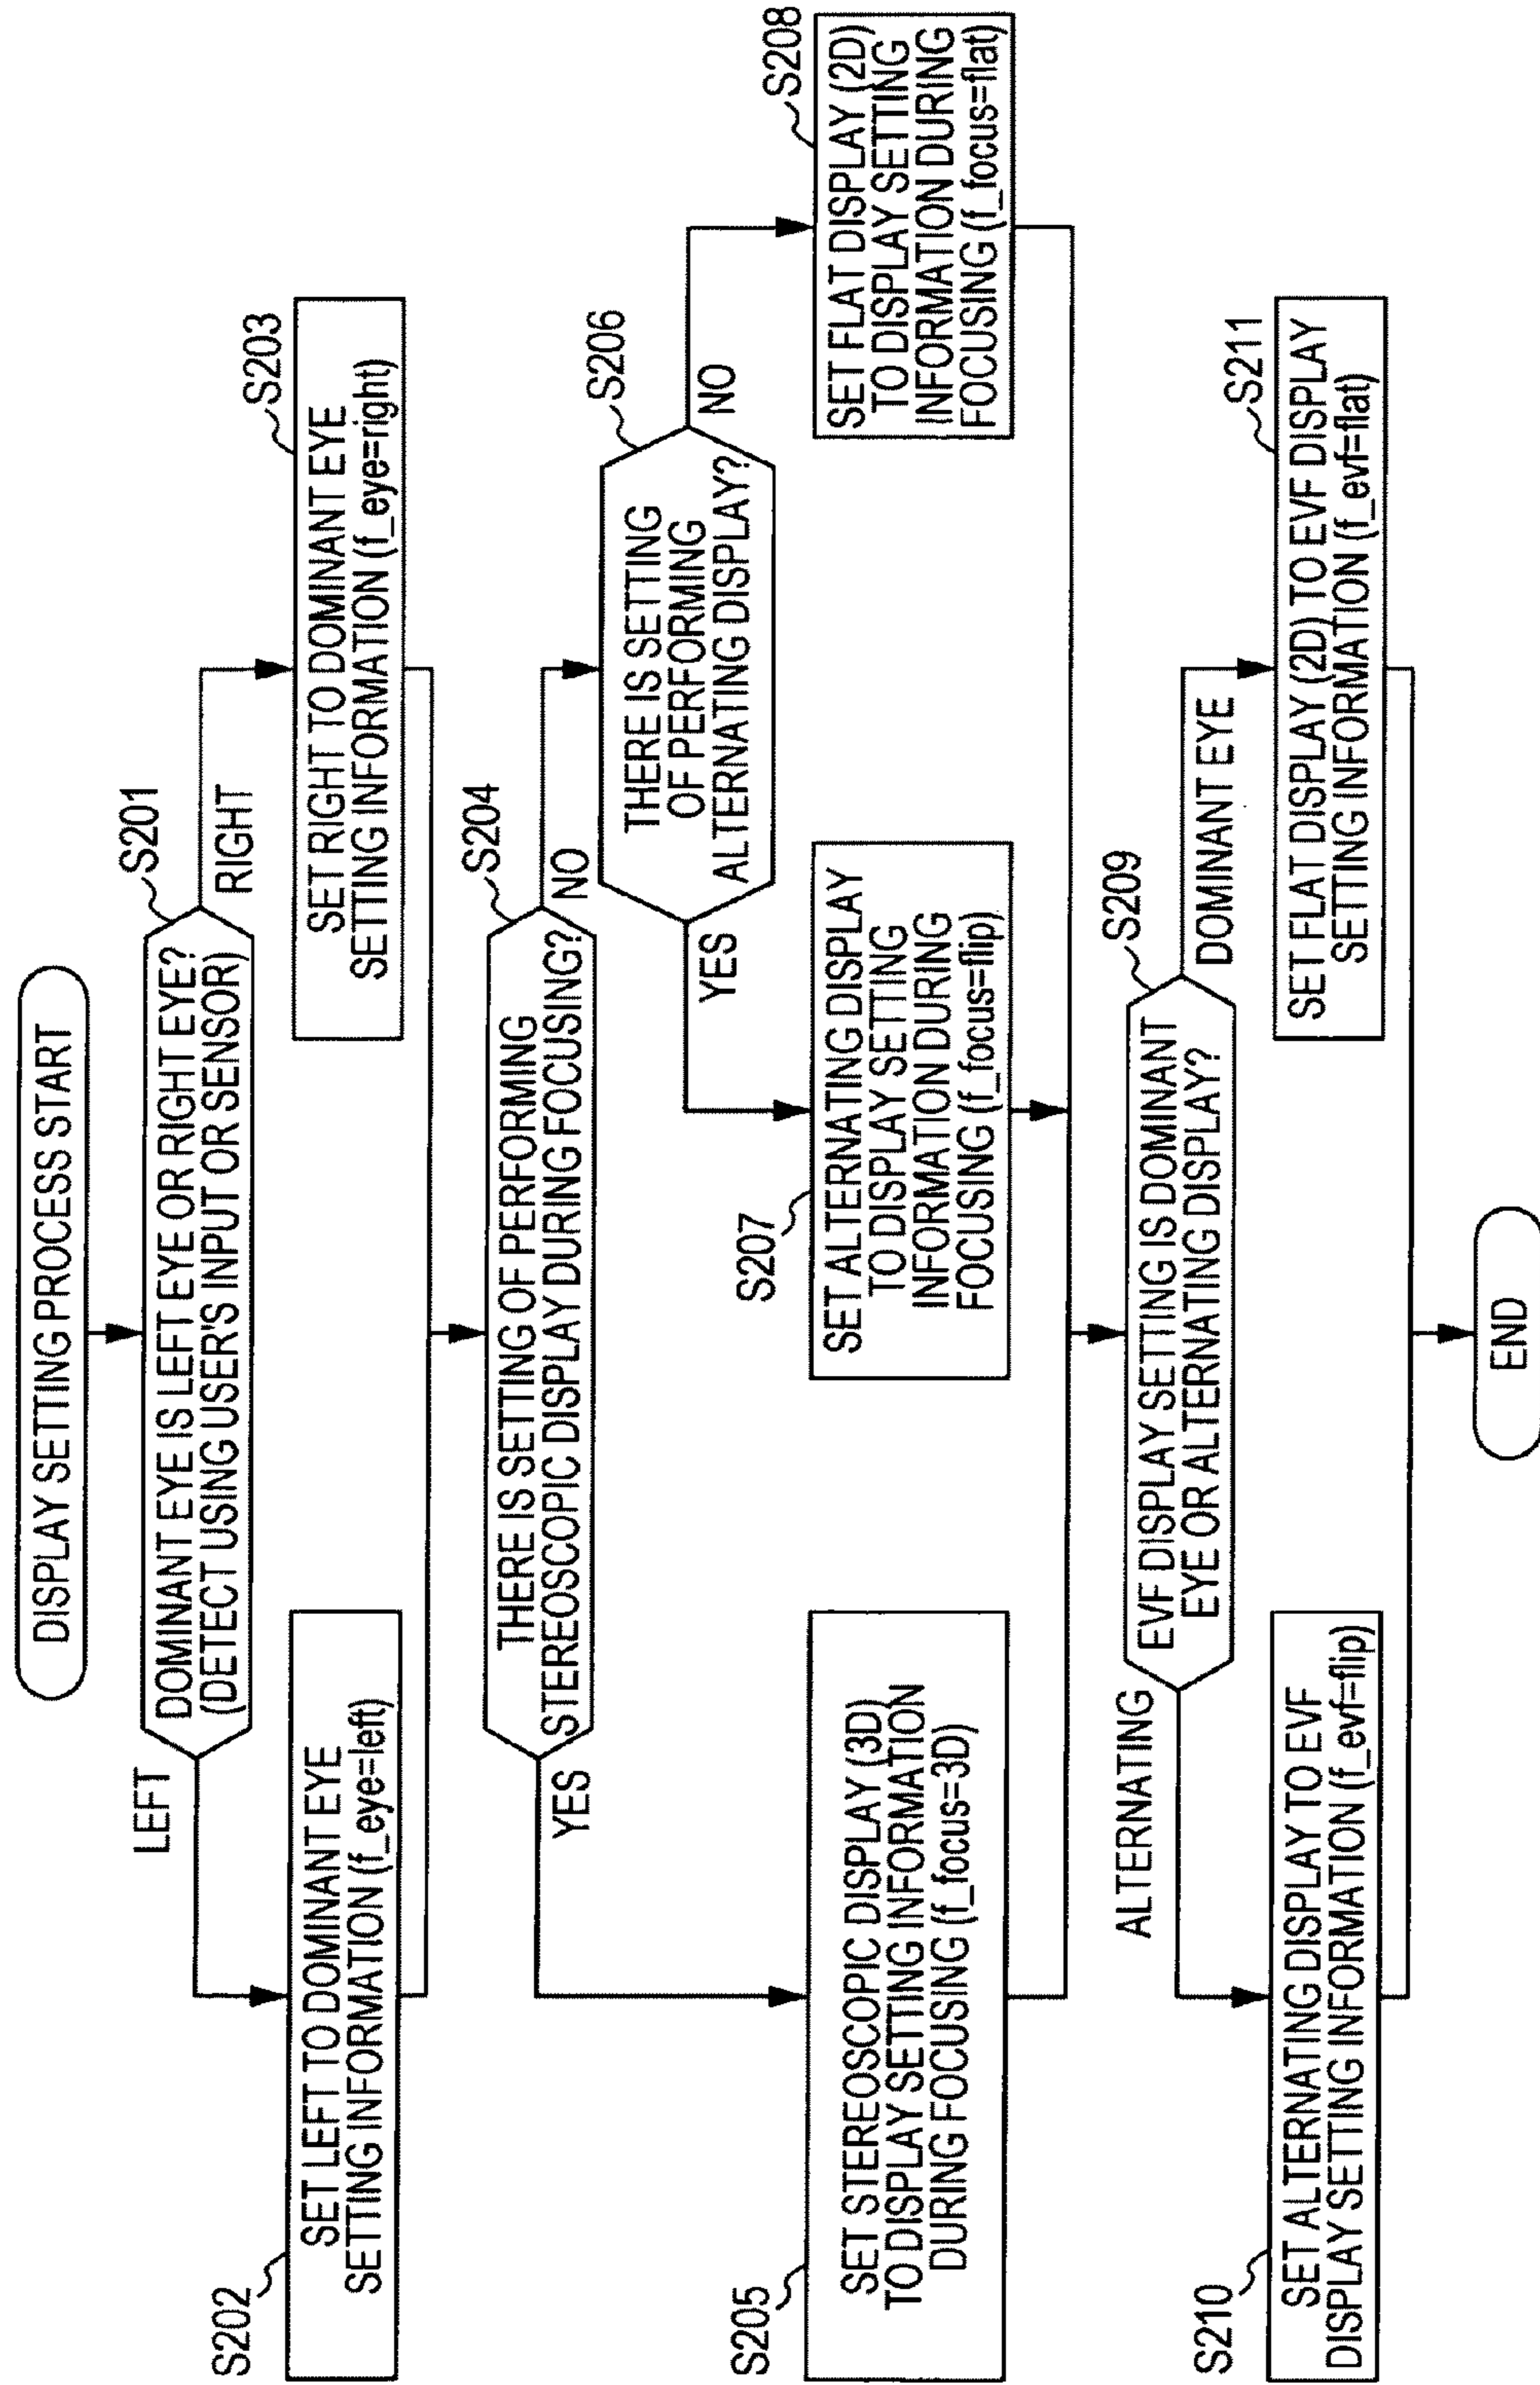 DISPLAY SETTING PROCESS START
S201
DOMINANT EYE IS LEFT EYE OR RIGHT EYE?
(DETECT USING USER'S INPUT OR SENSOR)
LEFT
RIGHT
S202
SET LEFT TO DOMINANT EYE
SETTING INFORMATION (f_eye=left)
S203
SET RIGHT TO DOMINANT EYE
SETTING INFORMATION (f_eye=right)
S204
THERE IS SETTING OF PERFORMING
STEREOSCOPIC DISPLAY DURING FOCUSING?
YES
NO
S206
THERE IS SETTING
OF PERFORMING
ALTERNATING DISPLAY?
YES
NO
S205
SET STEREOSCOPIC DISPLAY (3D)
TO DISPLAY SETTING INFORMATION
DURING FOCUSING (f_focus=3D)
S207
SET ALTERNATING DISPLAY
TO DISPLAY SETTING
INFORMATION DURING
FOCUSING (f_focus=flip)
S208
SET FLAT DISPLAY (2D)
TO DISPLAY SETTING
INFORMATION DURING
FOCUSING (f_focus=flat)
S209
EVF DISPLAY SETTING IS DOMINANT
EYE OR ALTERNATING DISPLAY?
ALTERNATING
DOMINANT EYE
S210
SET ALTERNATING DISPLAY TO EVF
DISPLAY SETTING INFORMATION (f_evf=flip)
S211
SET FLAT DISPLAY (2D) TO EVF DISPLAY
SETTING INFORMATION (f_evf=flat)
END